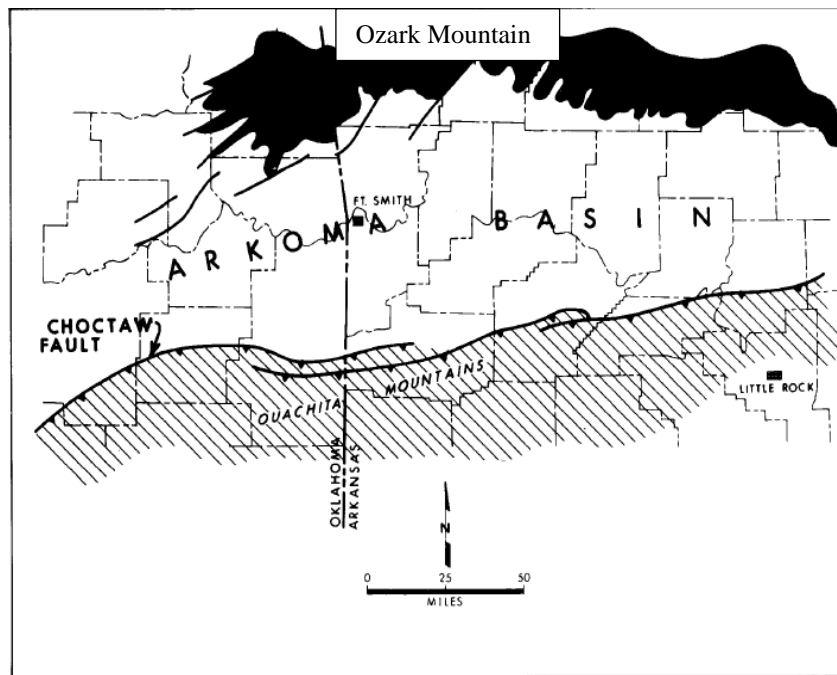 Ozark Mountain
FT. SMITH
ARKOMA BASIN
CHOCTAW
FAULT
OUACHITA MOUNTAINS
LITTLE ROCK
OKLAHOMA
ARKANSAS
N
0 25 50
MILES